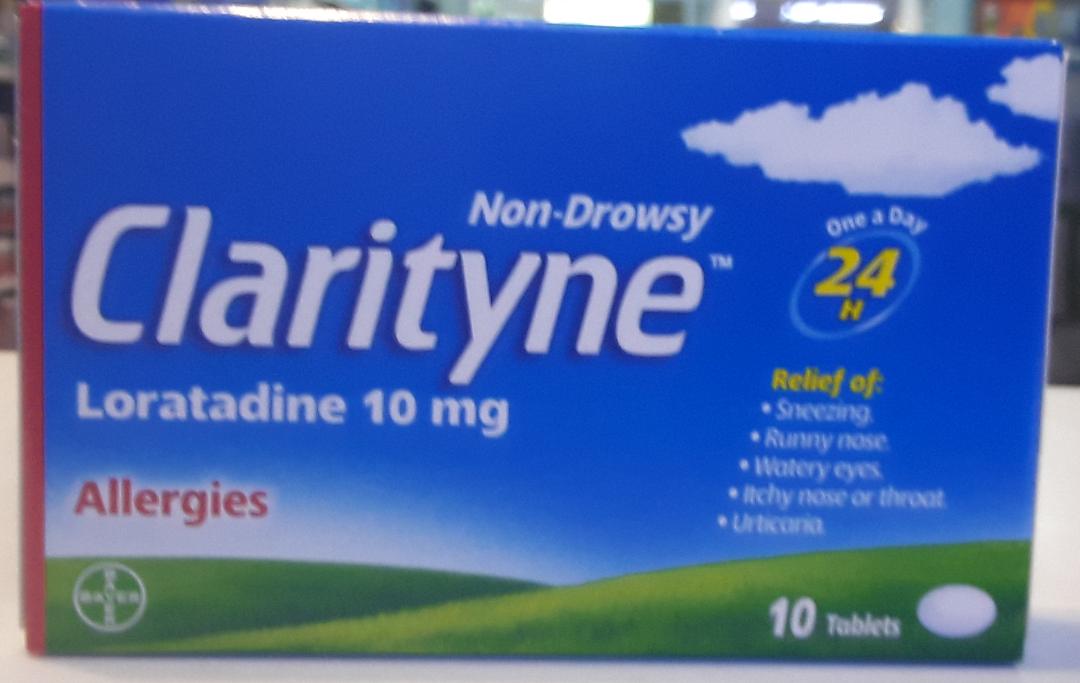 Non-Drowsy
Clarityne™
Loratadine 10 mg
Allergies
One a Day
24
H
Relief of:
• Sneezing.
• Runny nose.
• Watery eyes.
• Itchy nose or throat.
• Urticaria.
BAYER
10 Tablets